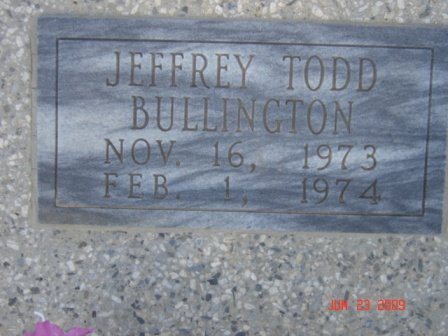 JEFFREY TODD
BULLINGTON
NOV. 16, 1973
FEB. 1, 1974
JUN 23 2009